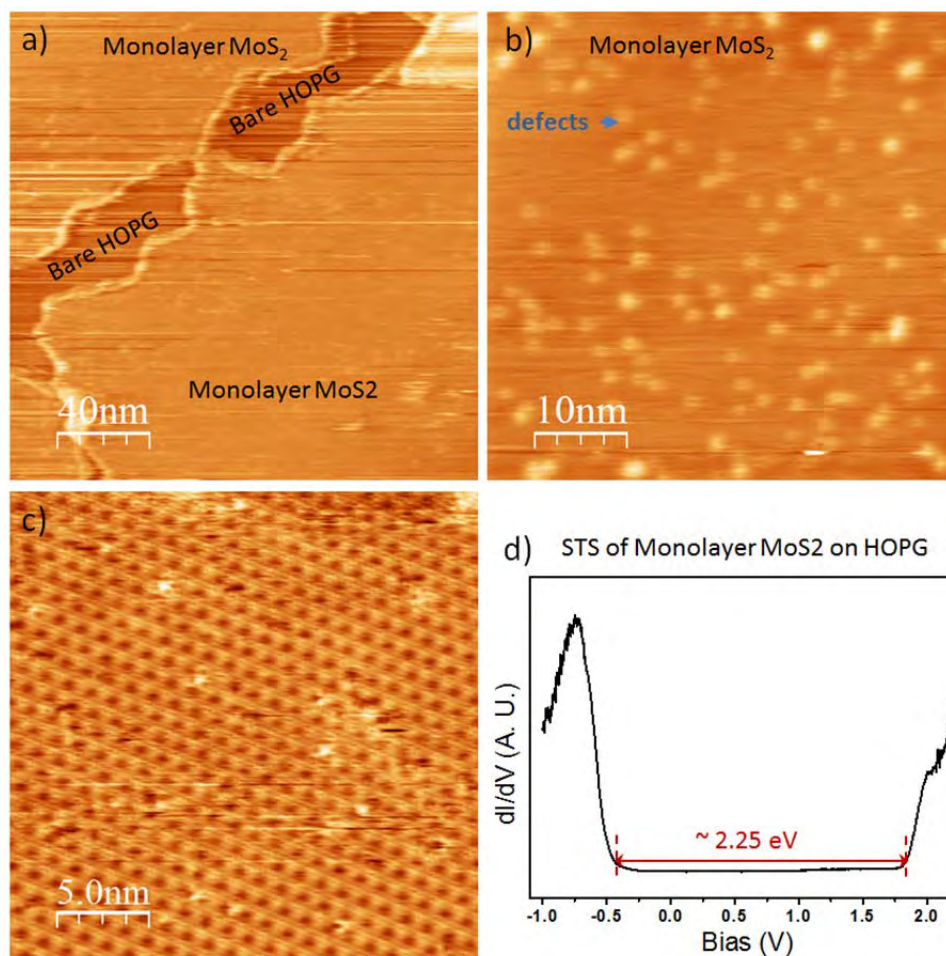 a)
Monolayer MoS₂
Bare HOPG
Bare HOPG
Monolayer MoS2
40nm
b)
Monolayer MoS₂
defects
10nm
c)
5.0nm
d)
STS of Monolayer MoS2 on HOPG
dI/dV (A. U.)
~ 2.25 eV
-1.0 -0.5 0.0 0.5 1.0 1.5 2.0
Bias (V)